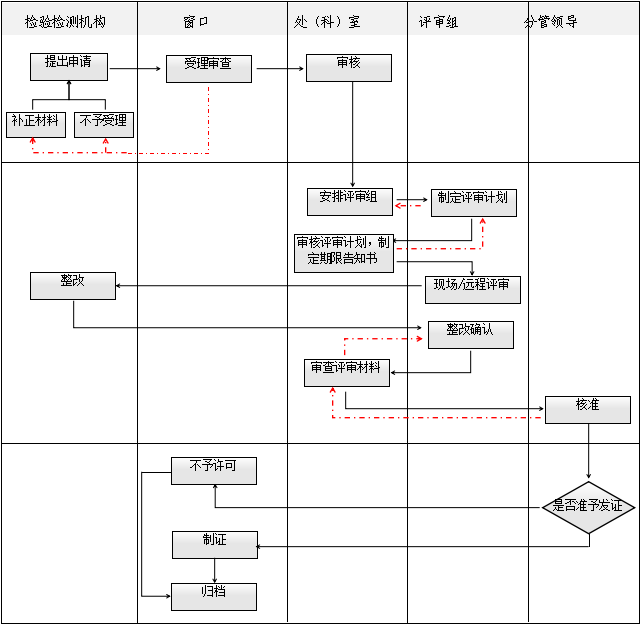 检验检测机构
窗口
处（科）室
评审组
分管领导
提出申请
受理审查
审核
补正材料
不予受理
安排评审组
制定评审计划
审核评审计划，制
定期限告知书
整改
现场/远程评审
整改确认
审查评审材料
核准
不予许可
是否准予发证
制证
归档